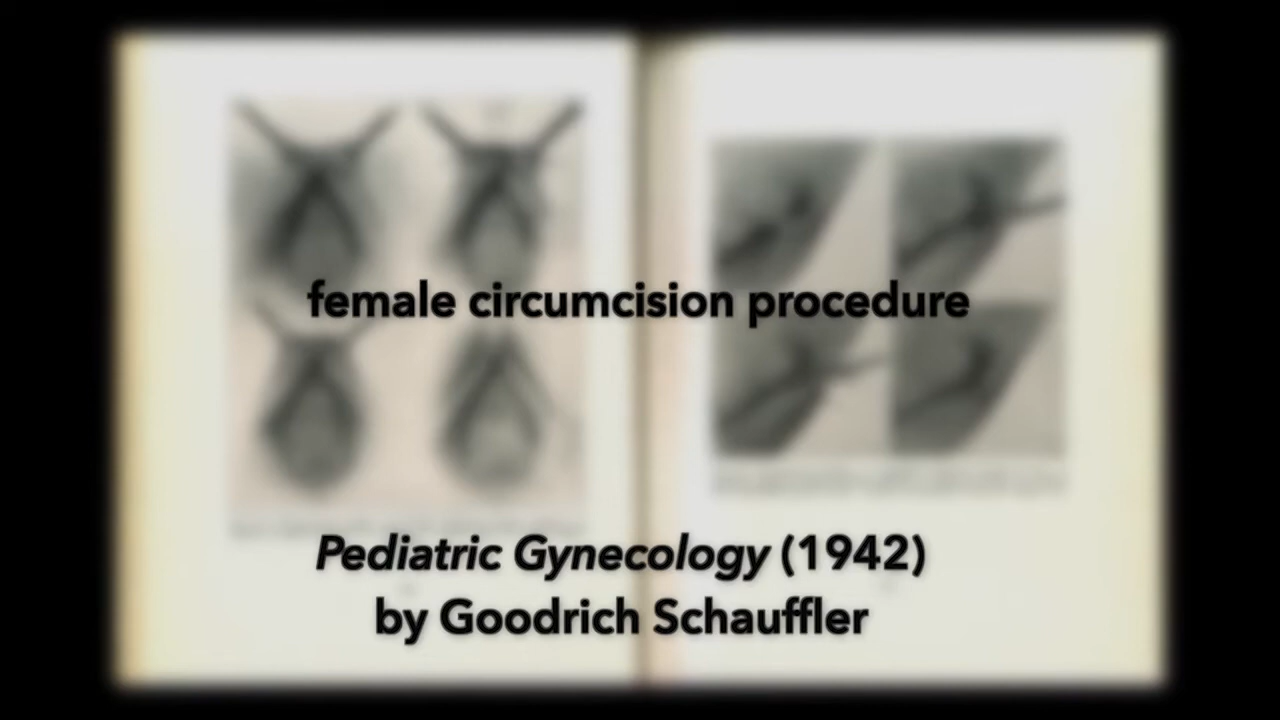 female circumcision procedure
Pediatric Gynecology (1942)
by Goodrich Schauffler